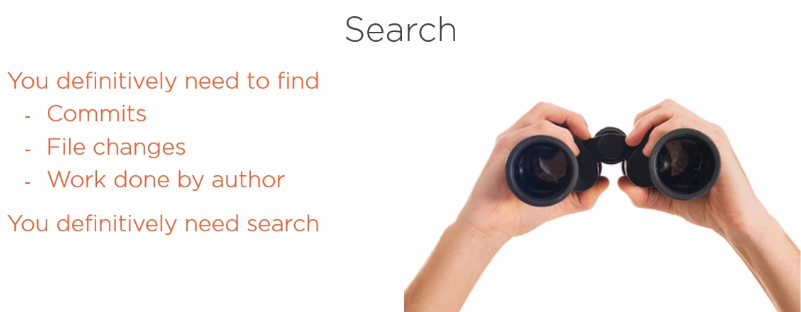 Search
You definitively need to find
- Commits
- File changes
- Work done by author
You definitively need search